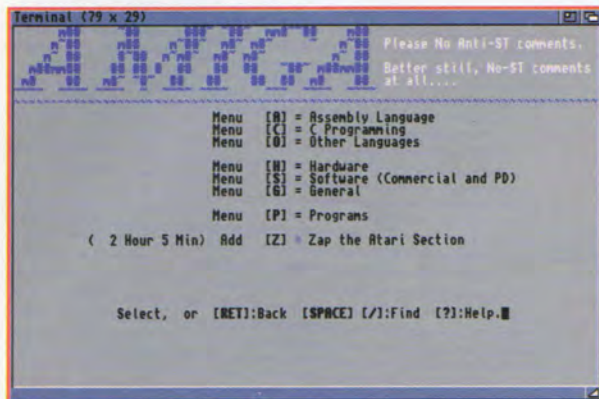 Terminal (79 x 29)
AMIGA
Please No Anti-ST comments.
Better still, No-ST comments
at all....
Menu [A] = Assembly Language
Menu [C] = C Programming
Menu [O] = Other Languages
Menu [H] = Hardware
Menu [S] = Software (Commercial and PD)
Menu [G] = General
Menu [P] = Programs
( 2 Hour 5 Min) Add [Z] * Zap the Atari Section
Select, or [RET]:Back [SPACE] [/]:Find [?]:Help.